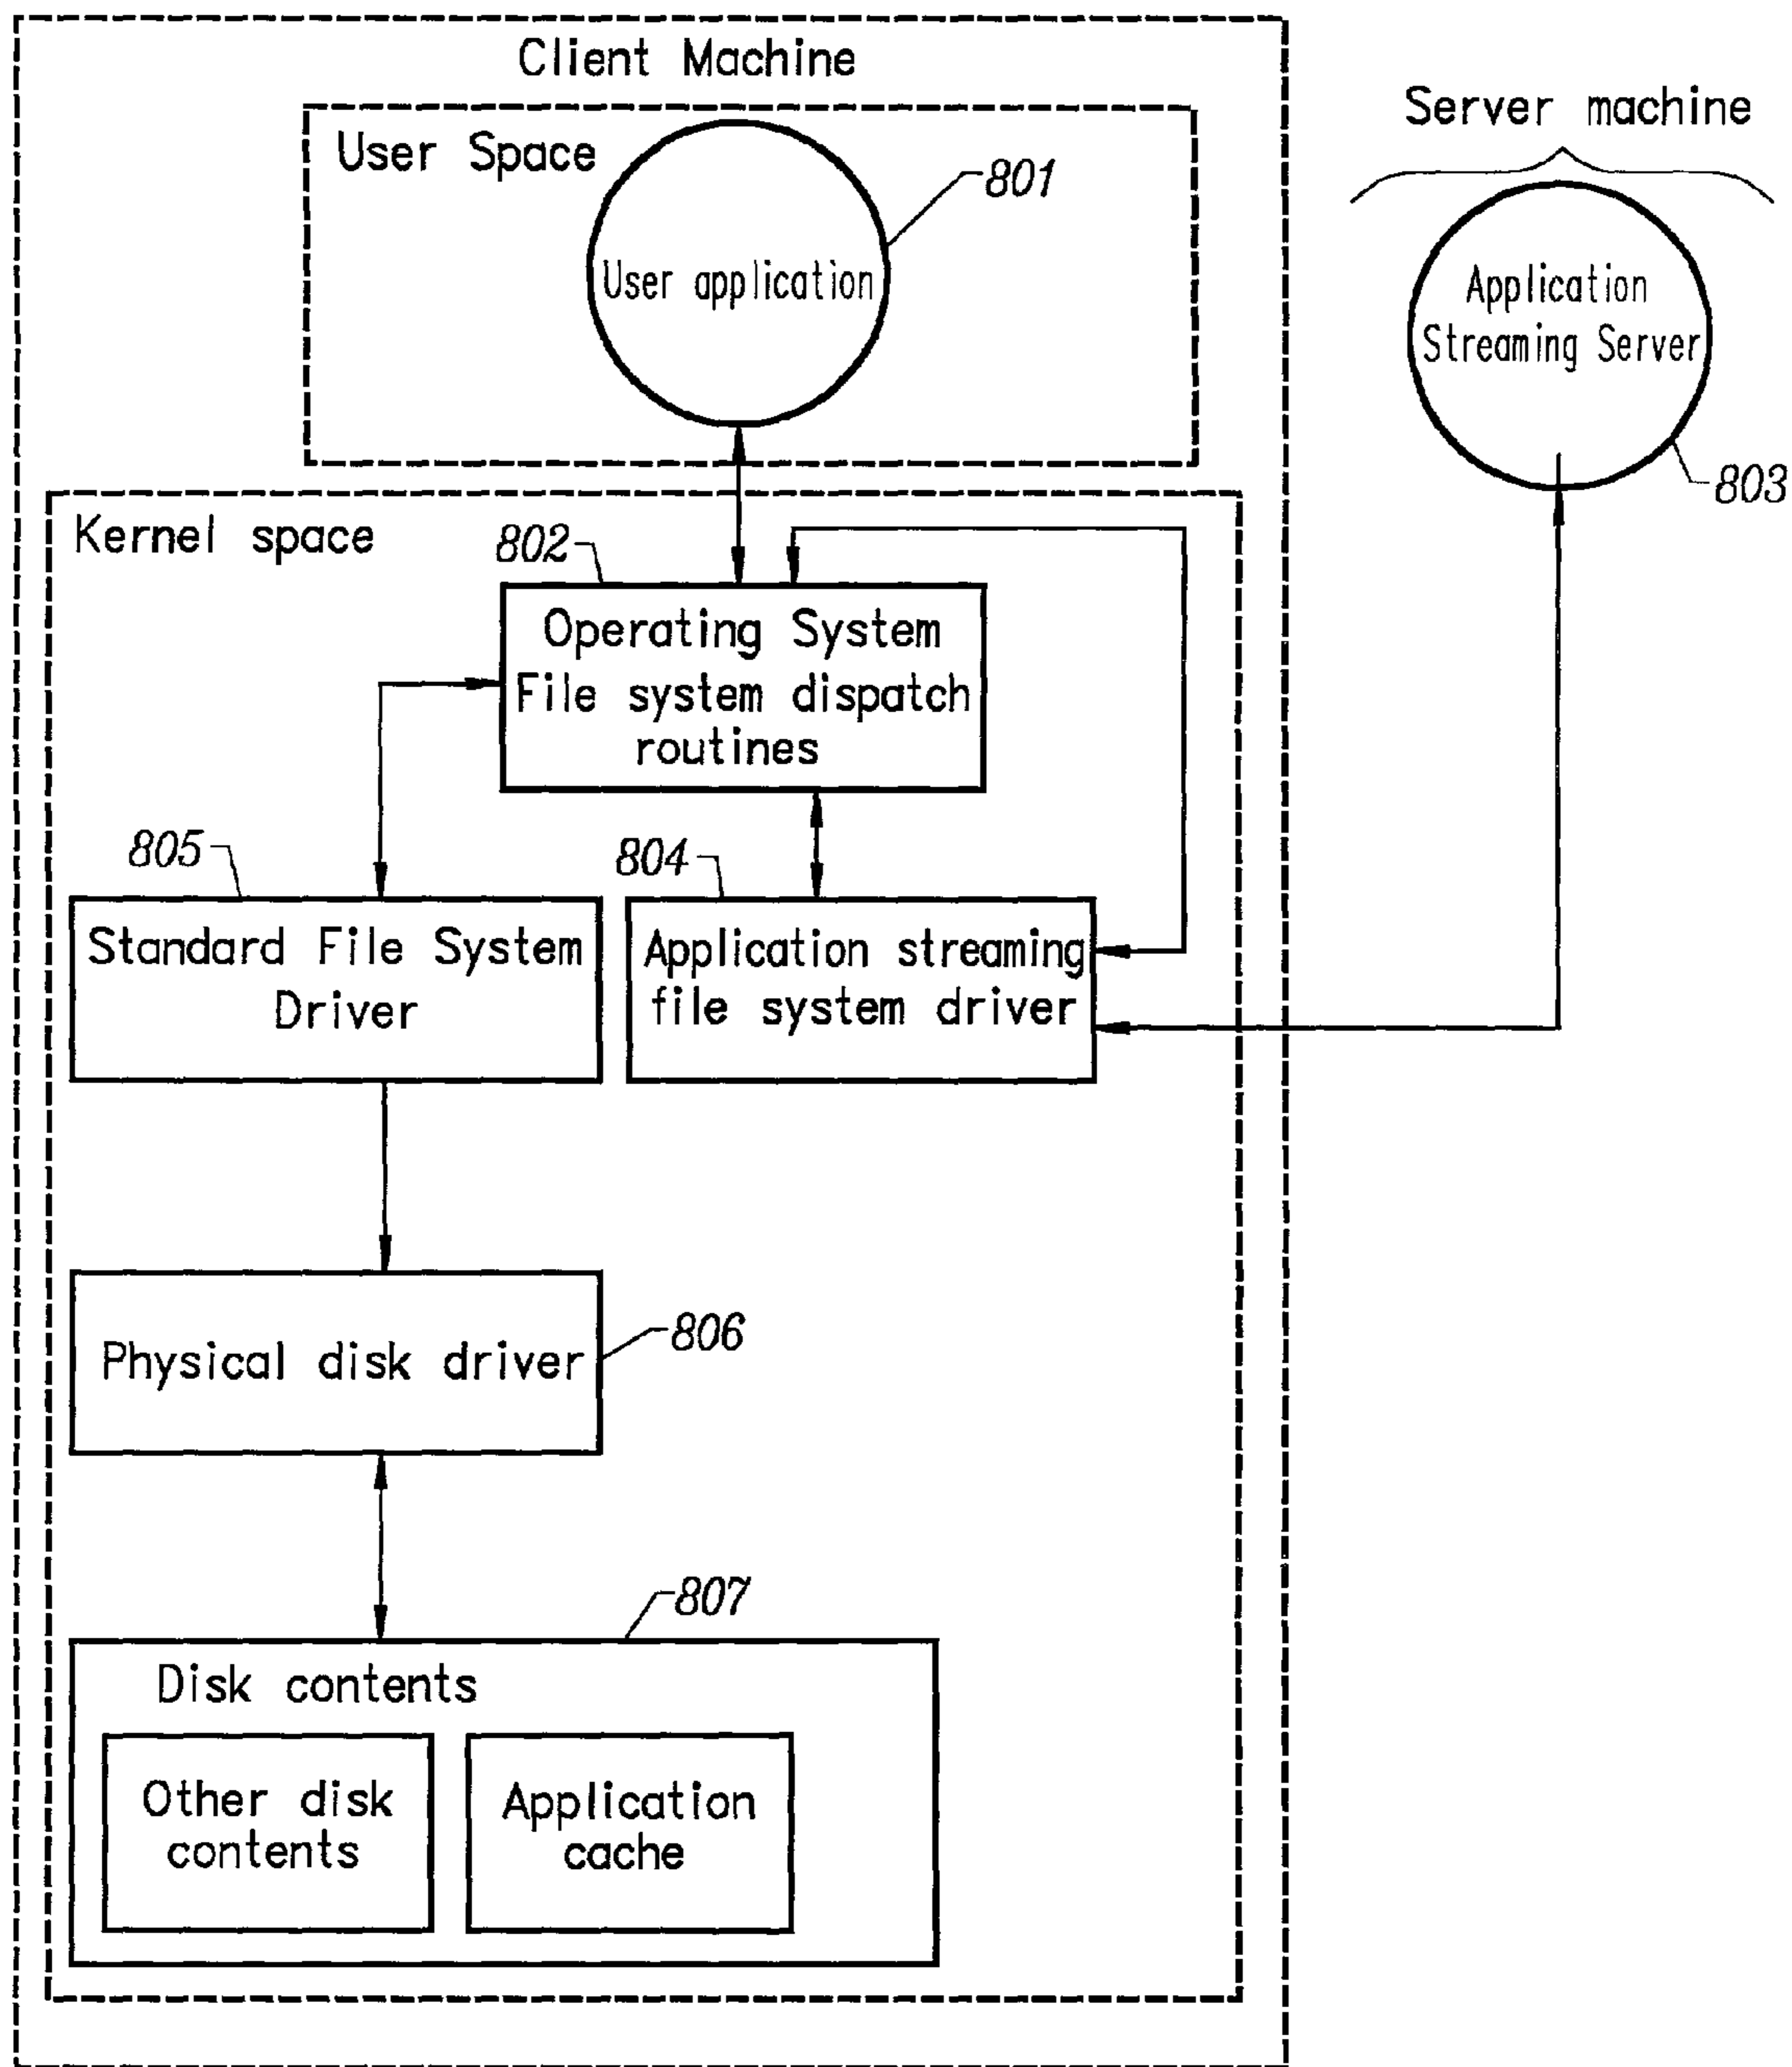 Client Machine
Server machine
User Space
801
User application
Application
Streaming Server
803
Kernel space
802
Operating System
File system dispatch
routines
805
804
Standard File System
Driver
Application streaming
file system driver
Physical disk driver
806
807
Disk contents
Other disk
contents
Application
cache